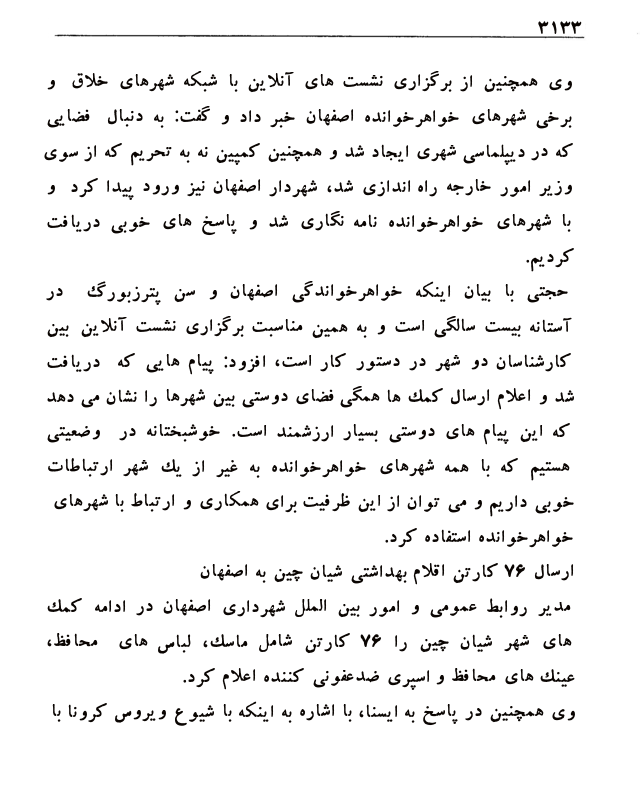 ۳۱۳۳
وی همچنین از برگزاری نشست های آنلاین با شبکه شهرهای خلاق و
برخی شهرهای خواهرخوانده اصفهان خبر داد و گفت: به دنبال فضایی
که در دیپلماسی شهری ایجاد شد و همچنین کمپین نه به تحریم که از سوی
وزیر امور خارجه راه اندازی شد، شهردار اصفهان نیز ورود پیدا کرد و
با شهرهای خواهرخوانده نامه نگاری شد و پاسخ های خوبی دریافت
کردیم.
حجتی با بیان اینکه خواهرخواندگی اصفهان و سن پترزبورگ در
آستانه بیست سالگی است و به همین مناسبت برگزاری نشست آنلاین بین
کارشناسان دو شهر در دستور کار است، افزود: پیام هایی که دریافت
شد و اعلام ارسال کمک ها همگی فضای دوستی بین شهرها را نشان می دهد
که این پیام های دوستی بسیار ارزشمند است. خوشبختانه در وضعیتی
هستیم که با همه شهرهای خواهرخوانده به غیر از یک شهر ارتباطات
خوبی داریم و می توان از این ظرفیت برای همکاری و ارتباط با شهرهای
خواهرخوانده استفاده کرد.
ارسال ۷۶ کارتن اقلام بهداشتی شیان چین به اصفهان
مدیر روابط عمومی و امور بین الملل شهرداری اصفهان در ادامه کمک
های شهر شیان چین را ۷۶ کارتن شامل ماسک، لباس های محافظ،
عینک های محافظ و اسپری ضدعفونی کننده اعلام کرد.
وی همچنین در پاسخ به ایسنا، با اشاره به اینکه با شیوع ویروس کرونا با